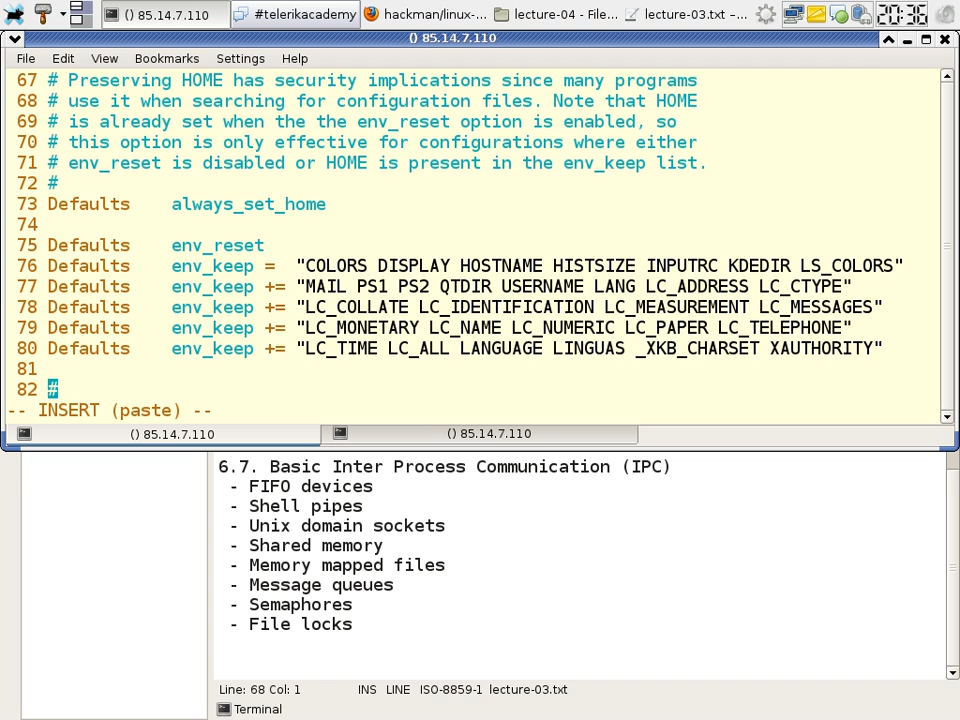 () 85.14.7.110
#telerikacademy
hackman/linux-...
lecture-04 - File...
lecture-03.txt –...
20:36
() 85.14.7.110
File Edit View Bookmarks Settings Help
67 # Preserving HOME has security implications since many programs
68 # use it when searching for configuration files. Note that HOME
69 # is already set when the the env_reset option is enabled, so
70 # this option is only effective for configurations where either
71 # env_reset is disabled or HOME is present in the env_keep list.
72 #
73 Defaults    always_set_home
74
75 Defaults    env_reset
76 Defaults    env_keep =  "COLORS DISPLAY HOSTNAME HISTSIZE INPUTRC KDEDIR LS_COLORS"
77 Defaults    env_keep += "MAIL PS1 PS2 QTDIR USERNAME LANG LC_ADDRESS LC_CTYPE"
78 Defaults    env_keep += "LC_COLLATE LC_IDENTIFICATION LC_MEASUREMENT LC_MESSAGES"
79 Defaults    env_keep += "LC_MONETARY LC_NAME LC_NUMERIC LC_PAPER LC_TELEPHONE"
80 Defaults    env_keep += "LC_TIME LC_ALL LANGUAGE LINGUAS _XKB_CHARSET XAUTHORITY"
81
82 #
-- INSERT (paste) --
() 85.14.7.110
() 85.14.7.110
6.7. Basic Inter Process Communication (IPC)
- FIFO devices
- Shell pipes
- Unix domain sockets
- Shared memory
- Memory mapped files
- Message queues
- Semaphores
- File locks
Line: 68 Col: 1 INS LINE ISO-8859-1 lecture-03.txt
Terminal